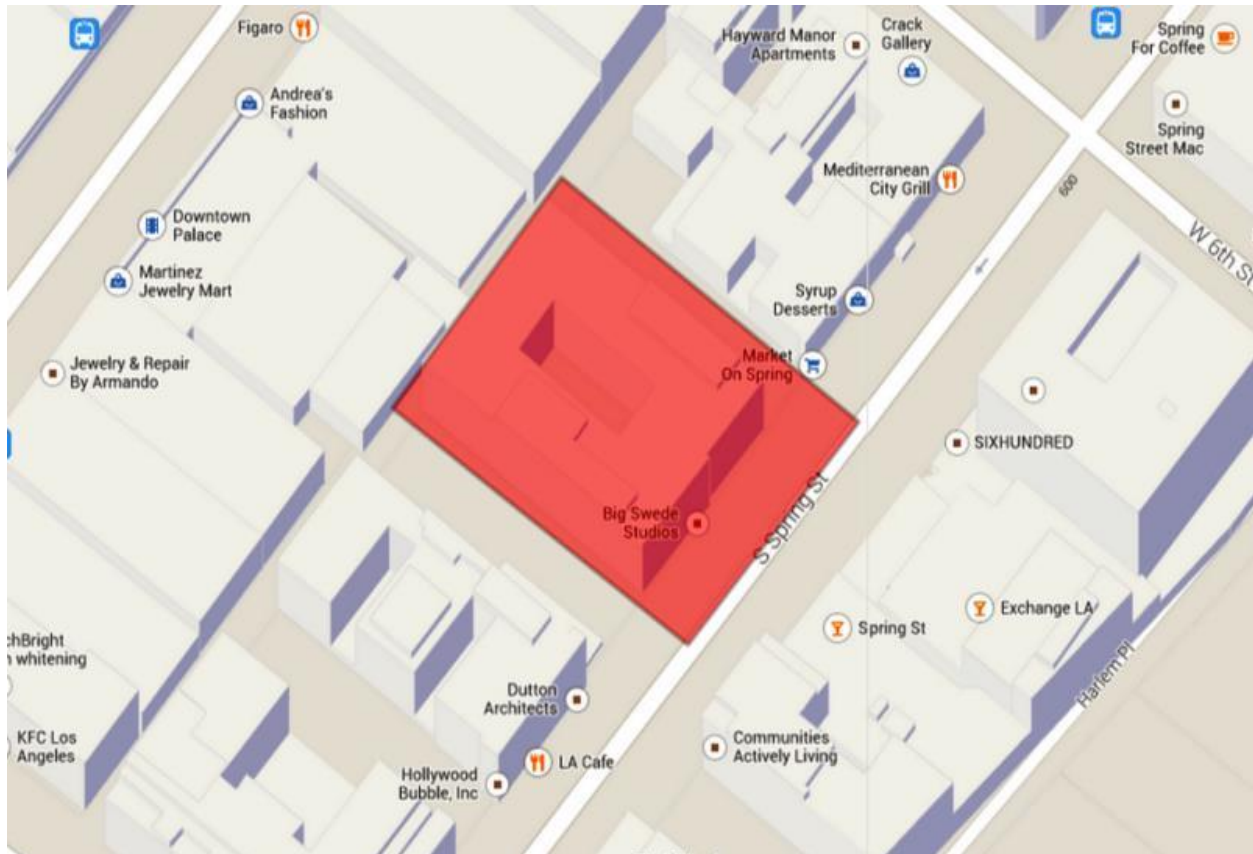 Figaro
Hayward Manor
Apartments
Crack
Gallery
Spring
For Coffee
Andrea's
Fashion
Spring
Street Mac
Mediterranean
City Grill
600
Downtown
Palace
W 6th St
Martinez
Jewelry Mart
Syrup
Desserts
Jewelry & Repair
By Armando
Market
On Spring
SIXHUNDRED
S Spring St
Big Swede
Studios
Exchange LA
Spring St
chBright
whitening
Harlem Pl
Dutton
Architects
KFC Los
Angeles
Communities
Actively Living
LA Cafe
Hollywood
Bubble, Inc